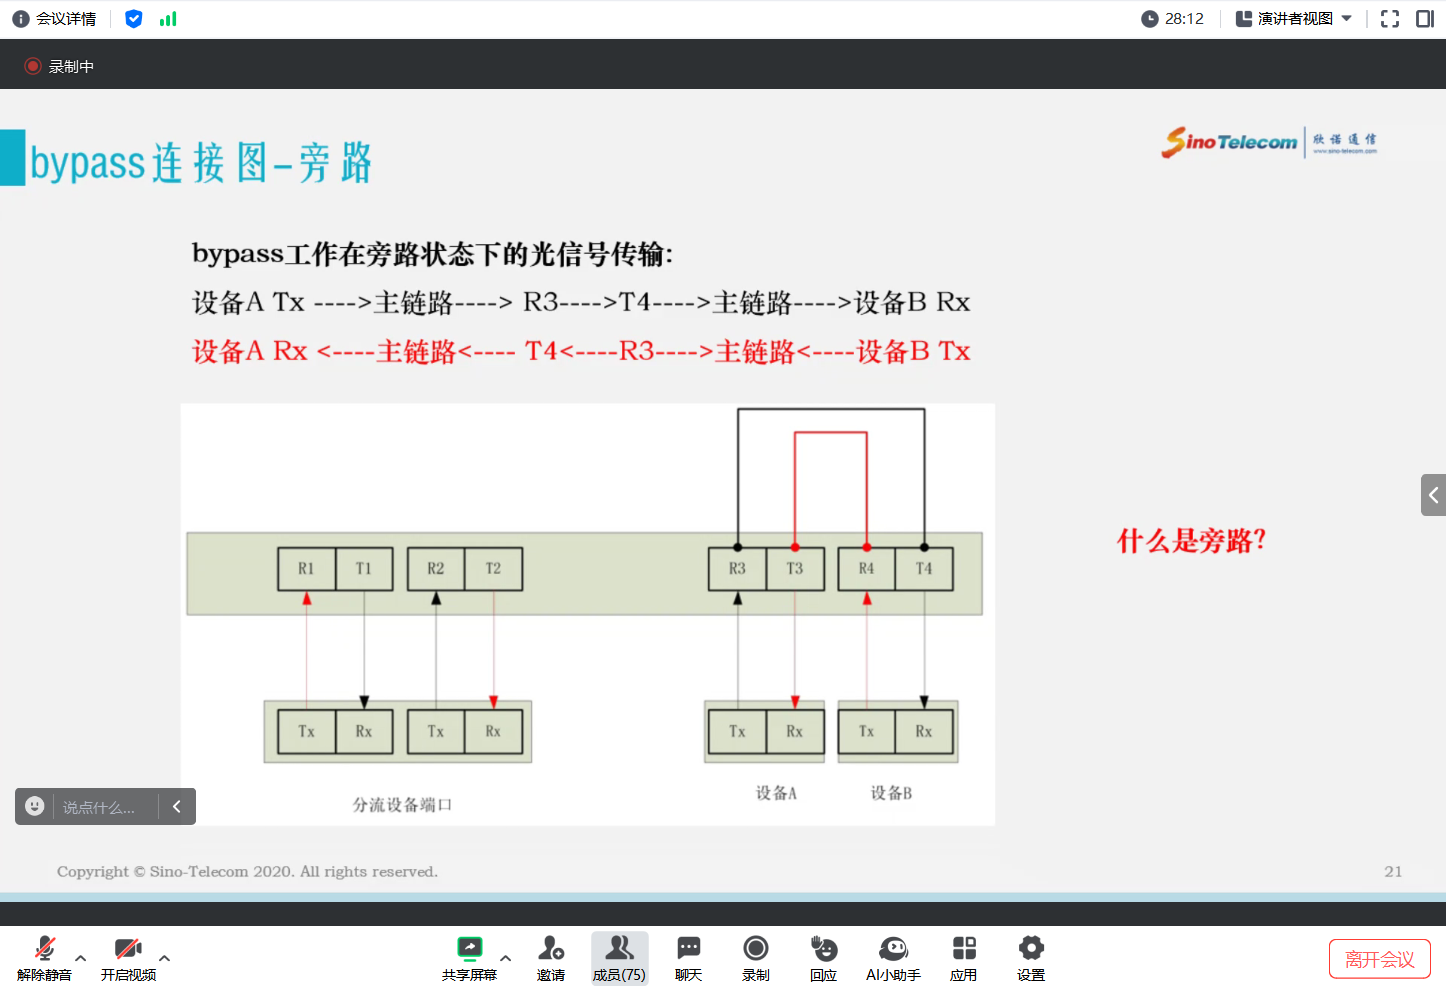 会议详情
28:12
演讲者视图
录制中
bypass连接图-旁路
SinoTelecom
欣诺通信
www.sino-telecom.com
bypass工作在旁路状态下的光信号传输:
设备A Tx ---->主链路----> R3---->T4---->主链路---->设备B Rx
设备A Rx <----主链路<---- T4<----R3---->主链路<----设备B Tx
什么是旁路?
R1 T1 R2 T2 R3 T3 R4 T4
Tx Rx Tx Rx Tx Rx Tx Rx
分流设备端口
设备A
设备B
说点什么...
Copyright © Sino-Telecom 2020. All rights reserved.
21
解除静音
开启视频
共享屏幕
邀请
成员(75)
聊天
录制
回应
AI小助手
应用
设置
离开会议